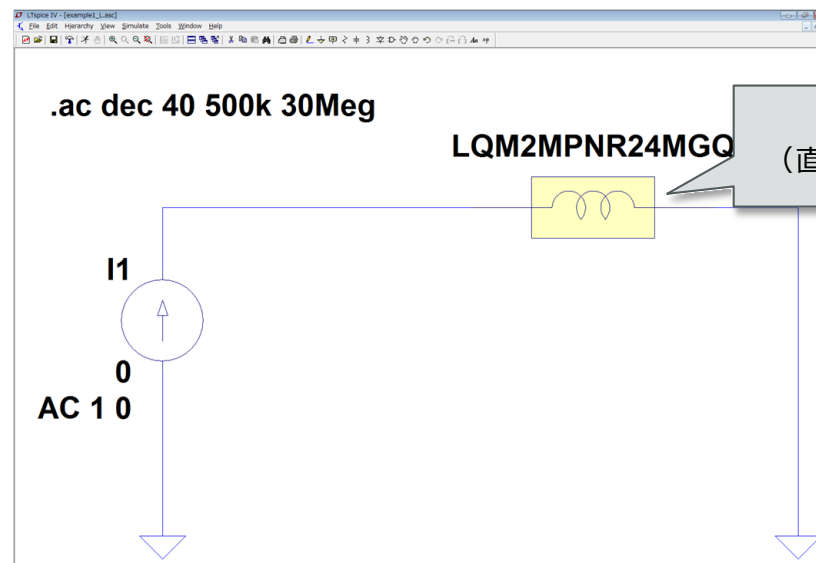 LTspice IV - [example1_L.asc]
File Edit Hierarchy View Simulate Tools Window Help
.ac dec 40 500k 30Meg
LQM2MPNR24MGQ
（直
I1
0
AC 1 0